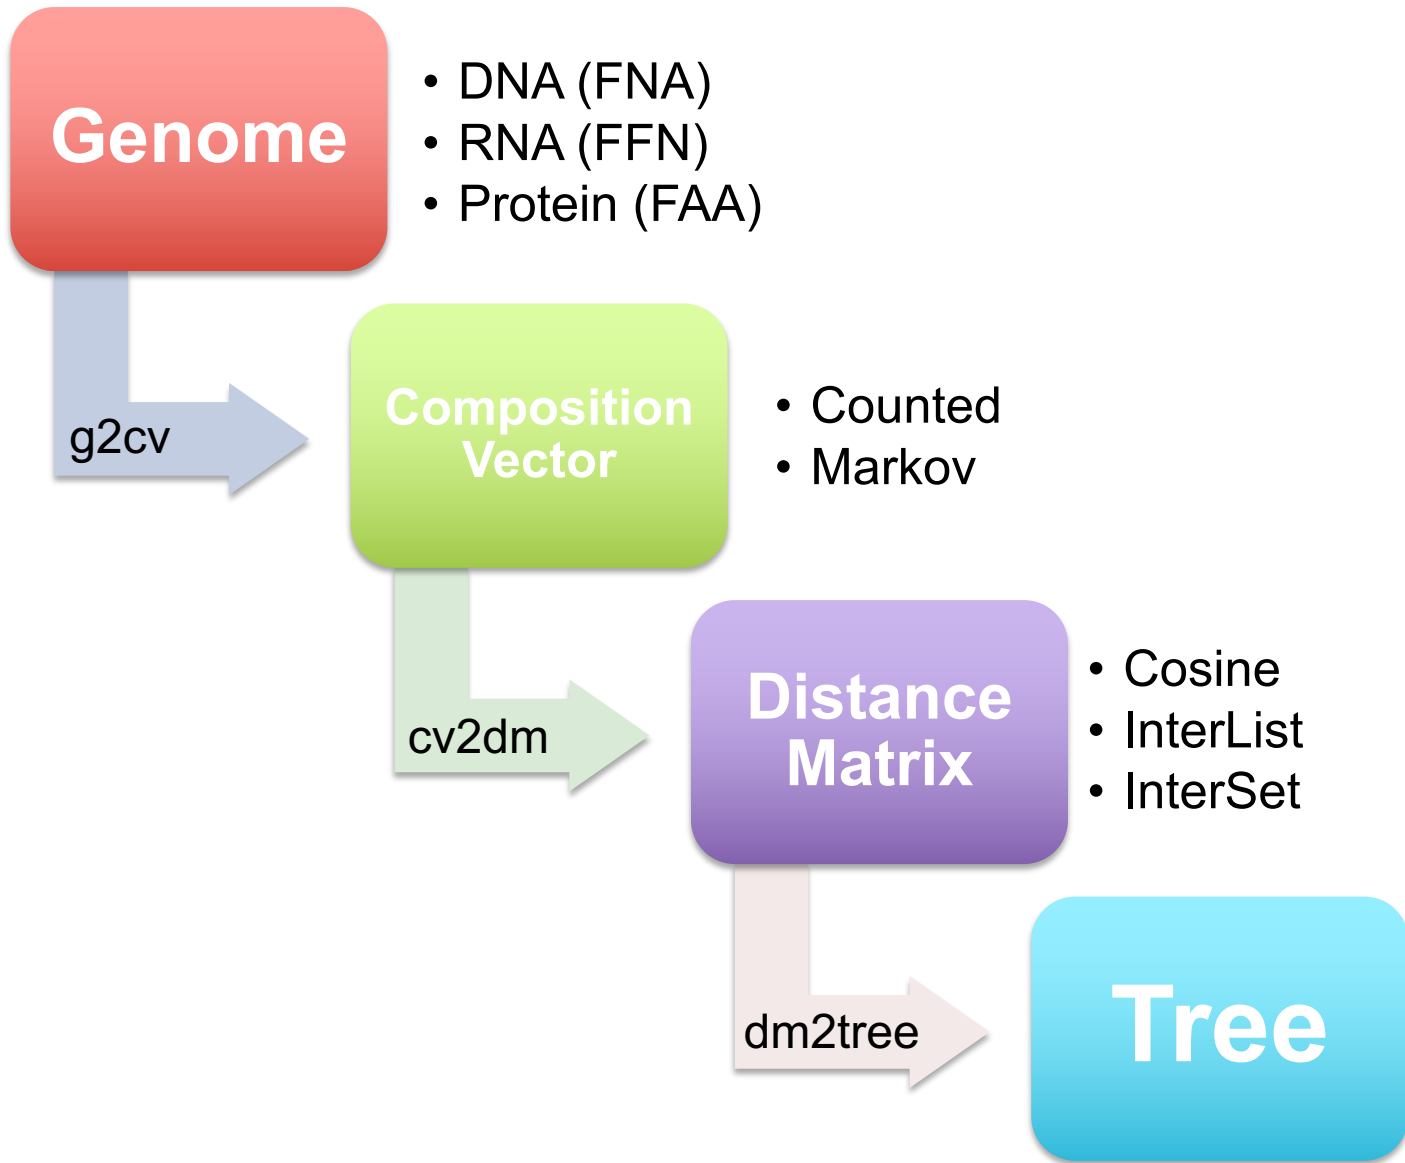 Genome
• DNA (FNA)
• RNA (FFN)
• Protein (FAA)
g2cv
Composition
Vector
• Counted
• Markov
cv2dm
Distance
Matrix
• Cosine
• InterList
• InterSet
dm2tree
Tree